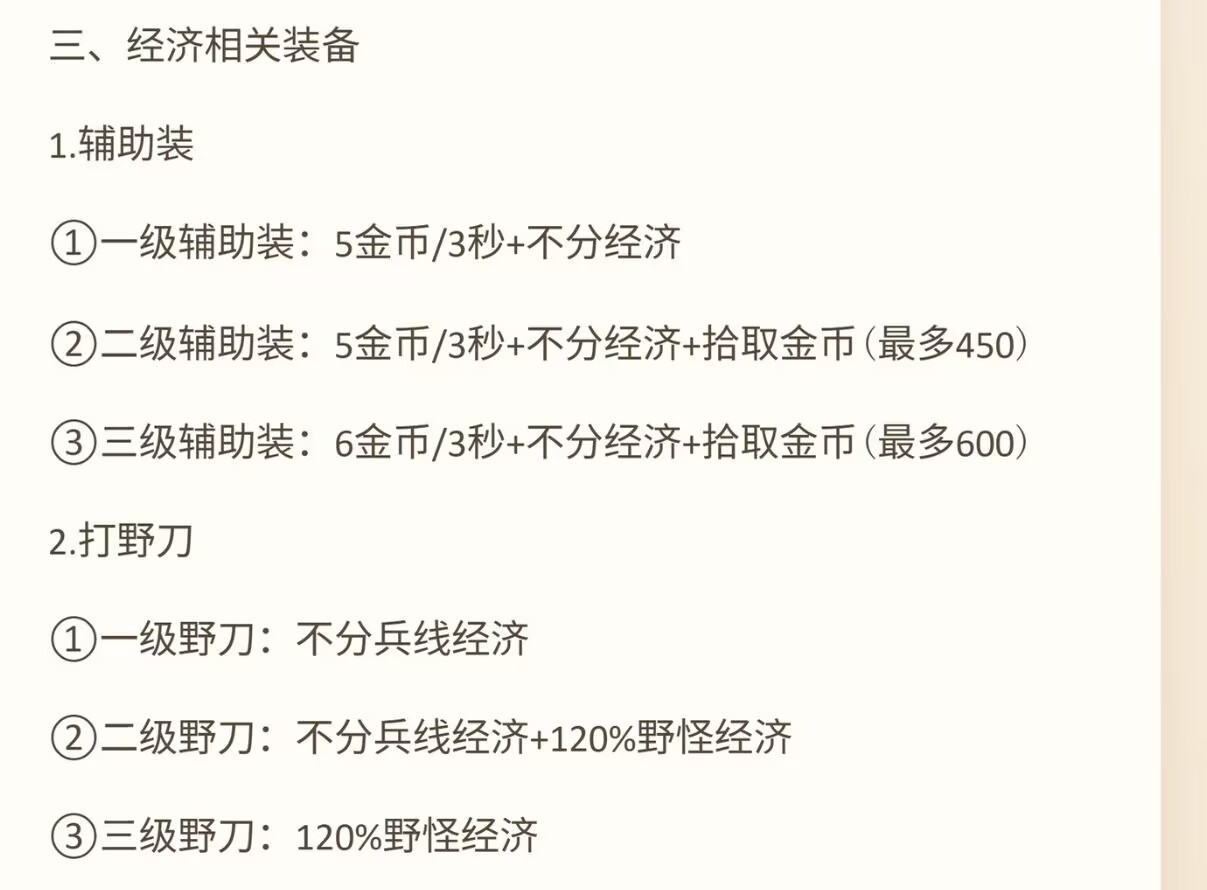 三、经济相关装备
1.辅助装
①一级辅助装：5金币/3秒+不分经济
②二级辅助装：5金币/3秒+不分经济+拾取金币(最多450)
③三级辅助装：6金币/3秒+不分经济+拾取金币(最多600)
2.打野刀
①一级野刀：不分兵线经济
②二级野刀：不分兵线经济+120%野怪经济
③三级野刀：120%野怪经济